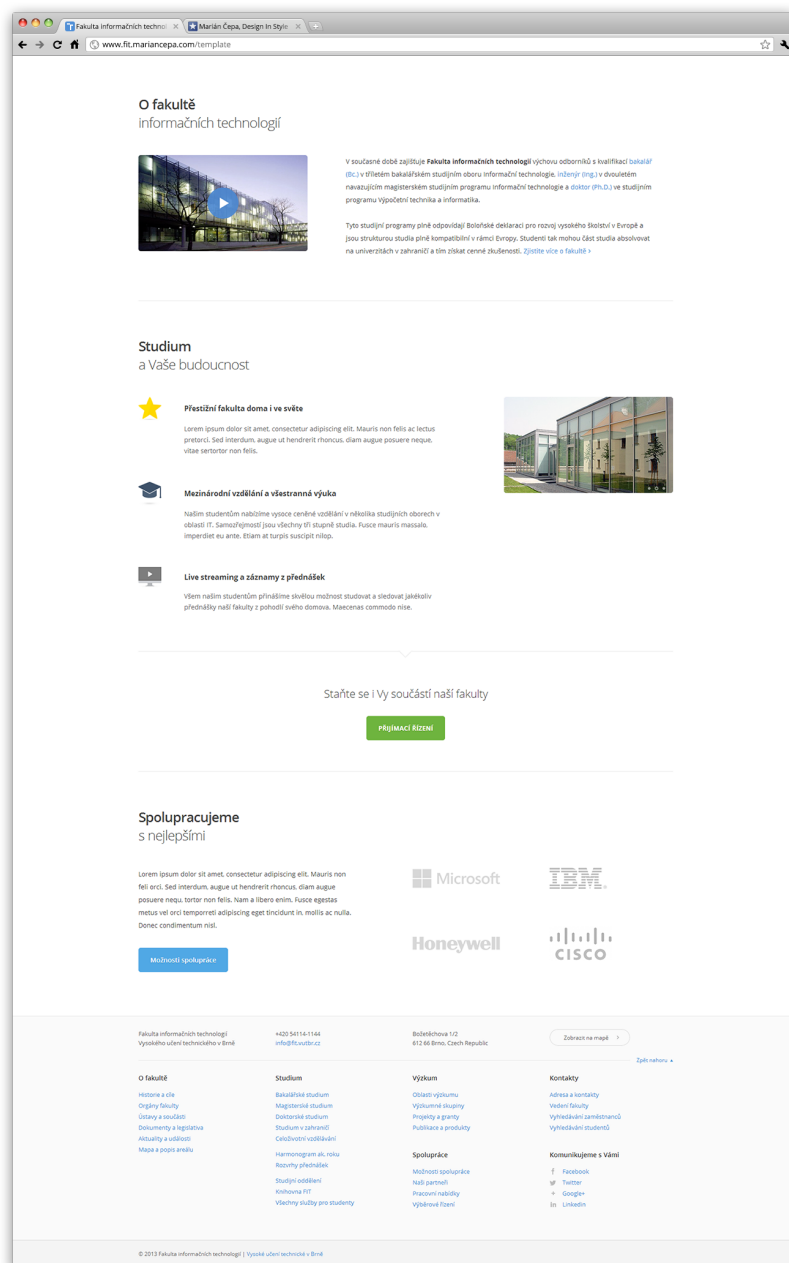 Fakulta informačních technol
Marián Čepa, Design In Style
www.fit.mariancepa.com/template
O fakultě
informačních technologií
V současné době zajišťuje Fakulta informačních technologií výchovu odborníků s kvalifikací bakalář
(Bc.) v tříletém bakalářském studijním oboru Informační technologie, inženýr (Ing.) v dvouletém
navazujícím magisterském studijním programu Informační technologie a doktor (Ph.D.) ve studijním
programu Výpočetní technika a informatika.
Tyto studijní programy plně odpovídají Boloňské deklaraci pro rozvoj vysokého školství v Evropě a
jsou strukturou studia plně kompatibilní v rámci Evropy. Studenti tak mohou část studia absolvovat
na univerzitách v zahraničí a tím získat cenné zkušenosti. Zjistěte více o fakultě >
Studium
a Vaše budoucnost
Přestižní fakulta doma i ve světe
Lorem ipsum dolor sit amet, consectetur adipiscing elit. Mauris non felis ac lectus
pretorci. Sed interdum, augue ut hendrerit rhoncus, diam augue posuere neque,
vitae sertortor non felis.
Mezinárodní vzdělání a všestranná výuka
Našim studentům nabízíme vysoce ceněné vzdělání v několika studijních oborech v
oblasti IT. Samozřejmostí jsou všechny tři stupně studia. Fusce mauris massalo,
imperdiet eu ante. Etiam at turpis suscipit nilop.
Live streaming a záznamy z přednášek
Všem našim studentům přinášíme skvělou možnost studovat a sledovat jakékoliv
přednášky naší fakulty z pohodlí svého domova. Maecenas commodo nise.
Staňte se i Vy součástí naší fakulty
PŘIJÍMACÍ ŘÍZENÍ
Spolupracujeme
s nejlepšími
Lorem ipsum dolor sit amet, consectetur adipiscing elit. Mauris non
feli orci. Sed interdum, augue ut hendrerit rhoncus, diam augue
posuere nequ, tortor non felis. Nam a libero enim. Fusce egestas
metus vel orci temporreti adipiscing eget tincidunt in, mollis ac nulla.
Donec condimentum nisl.
Možnosti spolupráce
Microsoft
IBM
Honeywell
CISCO
Fakulta informačních technologií
Vysokého učení technického v Brně
+420 54114-1144
info@fit.vutbr.cz
Božetěchova 1/2
612 66 Brno, Czech Republic
Zobrazit na mapě >
Zpět nahoru
O fakultě
Historie a cíle
Orgány fakulty
Ústavy a součásti
Dokumenty a legislativa
Aktuality a události
Mapa a popis areálu
Studium
Bakalářské studium
Magisterské studium
Doktorské studium
Studium v zahraničí
Celoživotní vzdělávání
Harmonogram ak. roku
Rozvrhy přednášek
Studijní oddělení
Knihovna FIT
Všechny služby pro studenty
Výzkum
Oblasti výzkumu
Výzkumné skupiny
Projekty a granty
Publikace a produkty
Spolupráce
Možnosti spolupráce
Naši partneři
Pracovní nabídky
Výběrové řízení
Kontakty
Adresa a kontakty
Vedení fakulty
Vyhledávání zaměstnanců
Vyhledávání studentů
Komunikujeme s Vámi
Facebook
Twitter
Google+
Linkedin
© 2013 Fakulta informačních technologií | Vysoké učení technické v Brně